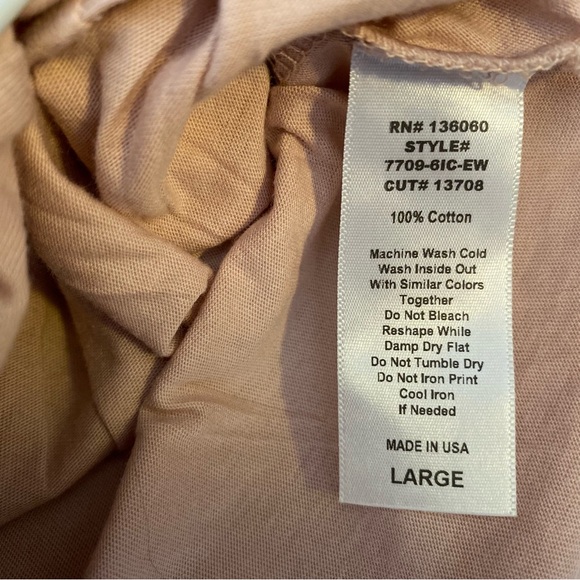 RN# 136060
STYLE#
7709-6IC-EW
CUT# 13708
100% Cotton
Machine Wash Cold
Wash Inside Out
With Similar Colors
Together
Do Not Bleach
Reshape While
Damp Dry Flat
Do Not Tumble Dry
Do Not Iron Print
Cool Iron
If Needed
MADE IN USA
LARGE